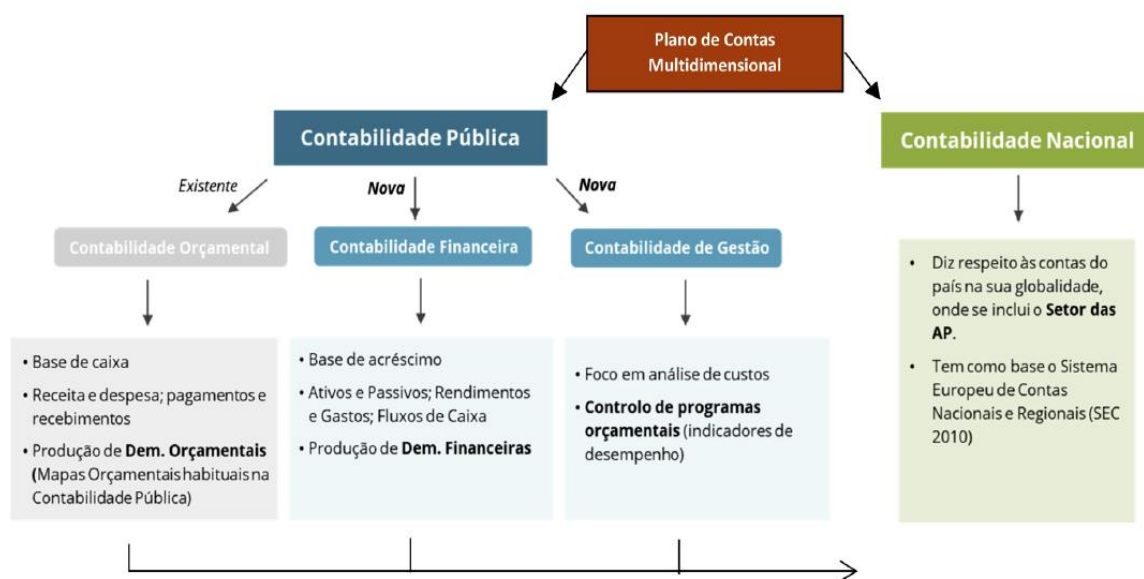 Plano de Contas
Multidimensional
Contabilidade Pública
Contabilidade Nacional
Existente
Nova
Nova
Contabilidade Orçamental
Contabilidade Financeira
Contabilidade de Gestão
• Base de caixa
• Receita e despesa; pagamentos e
recebimentos
• Produção de Dem. Orçamentais
(Mapas Orçamentais habituais na
Contabilidade Pública)
• Base de acréscimo
• Ativos e Passivos; Rendimentos
e Gastos; Fluxos de Caixa
• Produção de Dem. Financeiras
• Foco em análise de custos
• Controlo de programas
orçamentais (indicadores de
desempenho)
• Diz respeito às contas do
país na sua globalidade,
onde se inclui o Setor das
AP.
• Tem como base o Sistema
Europeu de Contas
Nacionais e Regionais (SEC
2010)